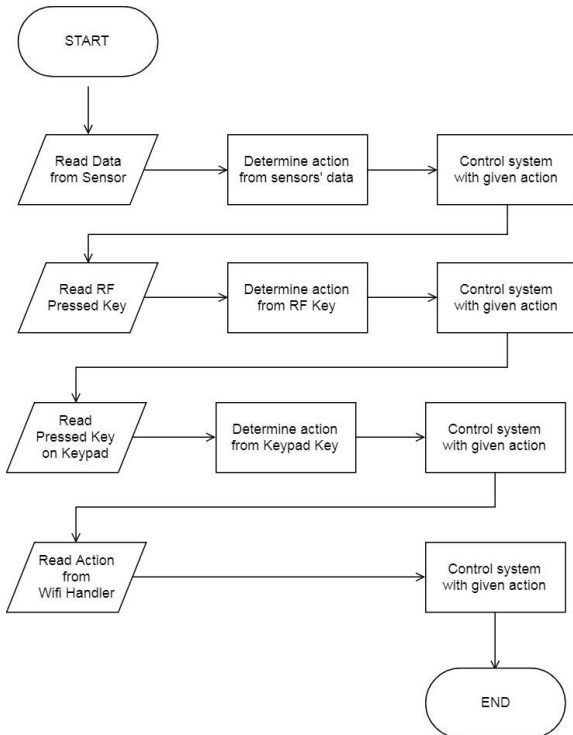 START
Read Data
from Sensor
Determine action
from sensors' data
Control system
with given action
Read RF
Pressed Key
Determine action
from RF Key
Control system
with given action
Read
Pressed Key
on Keypad
Determine action
from Keypad Key
Control system
with given action
Read Action
from
Wifi Handler
Control system
with given action
END